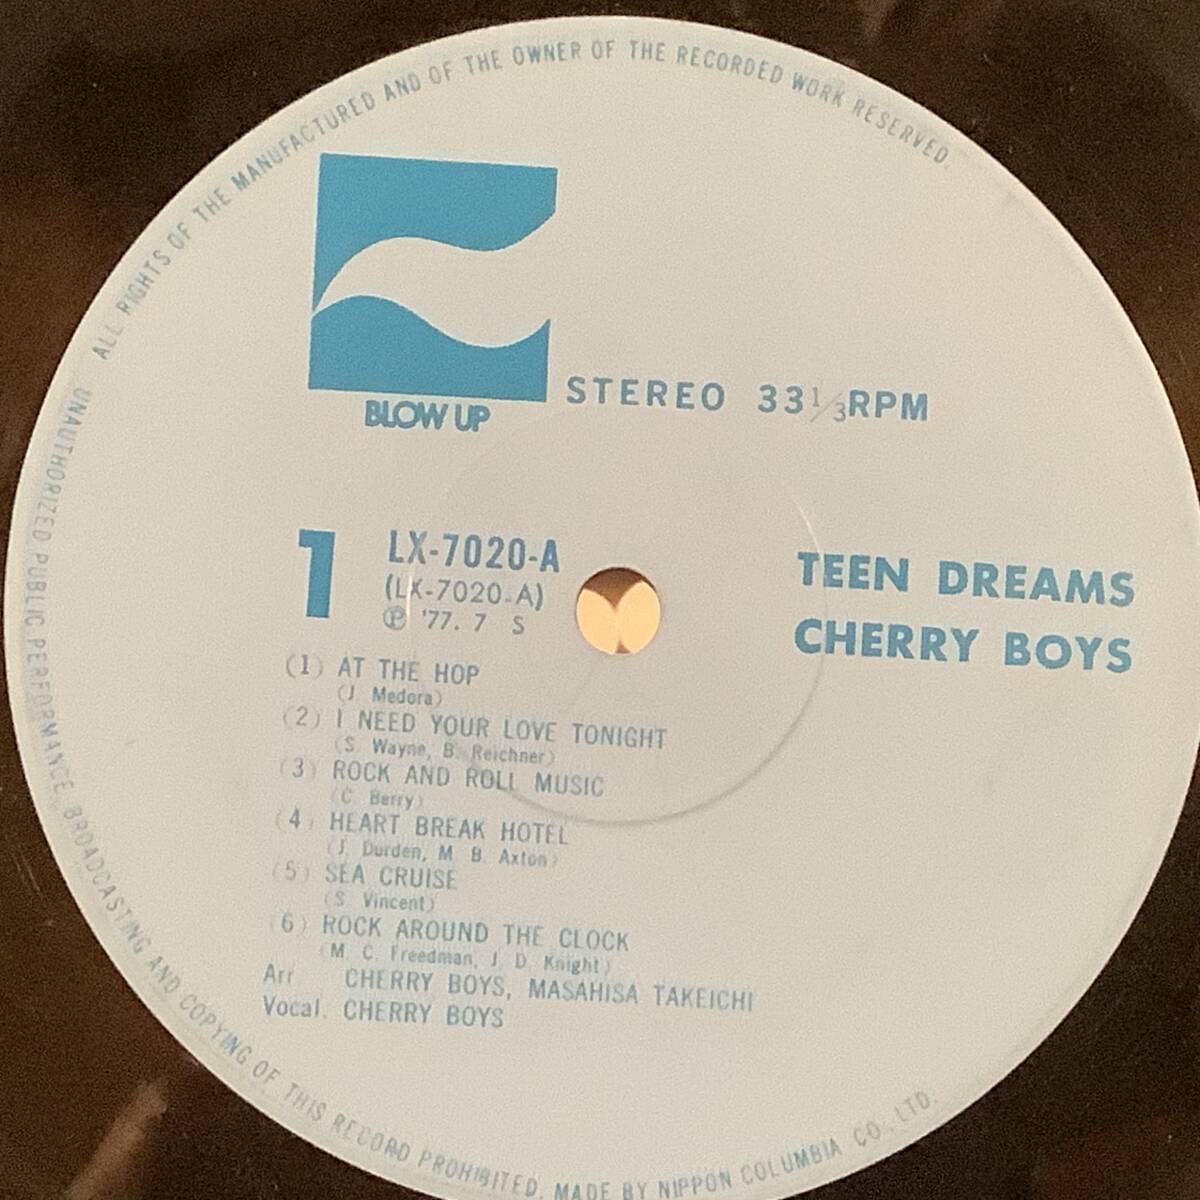 ALL RIGHTS OF THE MANUFACTURED AND OF THE OWNER OF THE RECORDED WORK RESERVED.
BLOW UP
STEREO 33 1/3 RPM
1
LX-7020-A
(LX-7020-A)
Ⓟ '77. 7 S
TEEN DREAMS
CHERRY BOYS
(1) AT THE HOP
(J. Medora)
(2) I NEED YOUR LOVE TONIGHT
(S. Wayne, B. Reichner)
(3) ROCK AND ROLL MUSIC
(C. Berry)
(4) HEART BREAK HOTEL
(J. Durden, M. B. Axton)
(5) SEA CRUISE
(S. Vincent)
(6) ROCK AROUND THE CLOCK
(M. C. Freedman, J. D. Knight)
Arr. CHERRY BOYS, MASAHISA TAKEICHI
Vocal. CHERRY BOYS
UNAUTHORIZED PUBLIC PERFORMANCE, BROADCASTING AND COPYING OF THIS RECORD PROHIBITED. MADE BY NIPPON COLUMBIA CO., LTD.